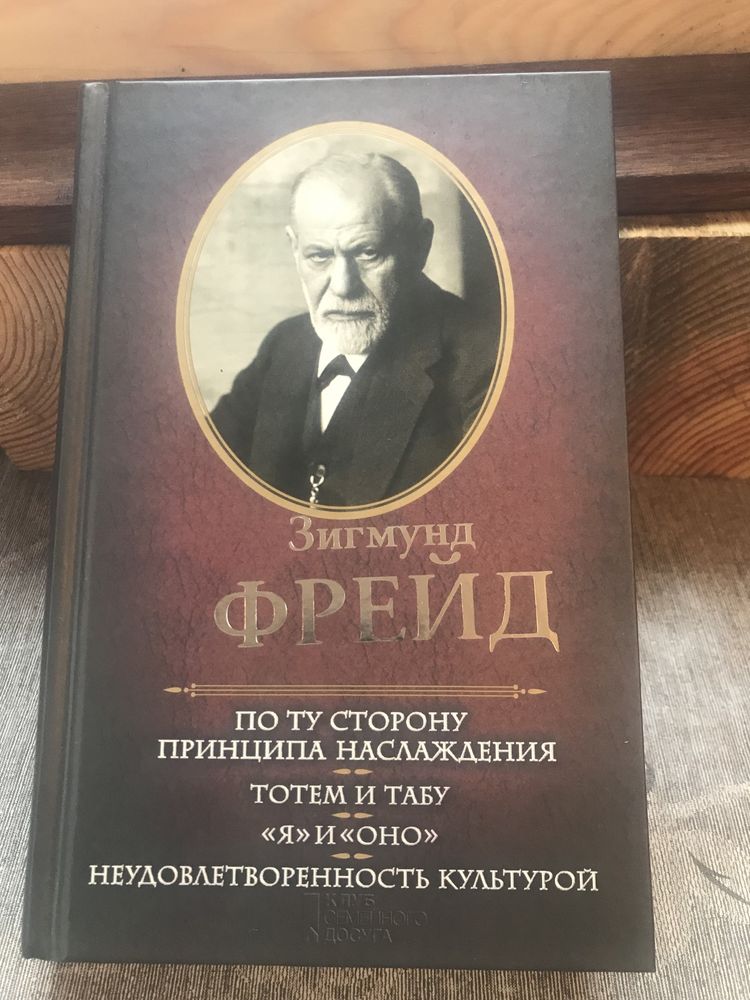 Зигмунд
ФРЕЙД
ПО ТУ СТОРОНУ
ПРИНЦИПА НАСЛАЖДЕНИЯ
ТОТЕМ И ТАБУ
«Я» И «ОНО»
НЕУДОВЛЕТВОРЕННОСТЬ КУЛЬТУРОЙ
КЛУБ
СЕМЕЙНОГО
ДОСУГА